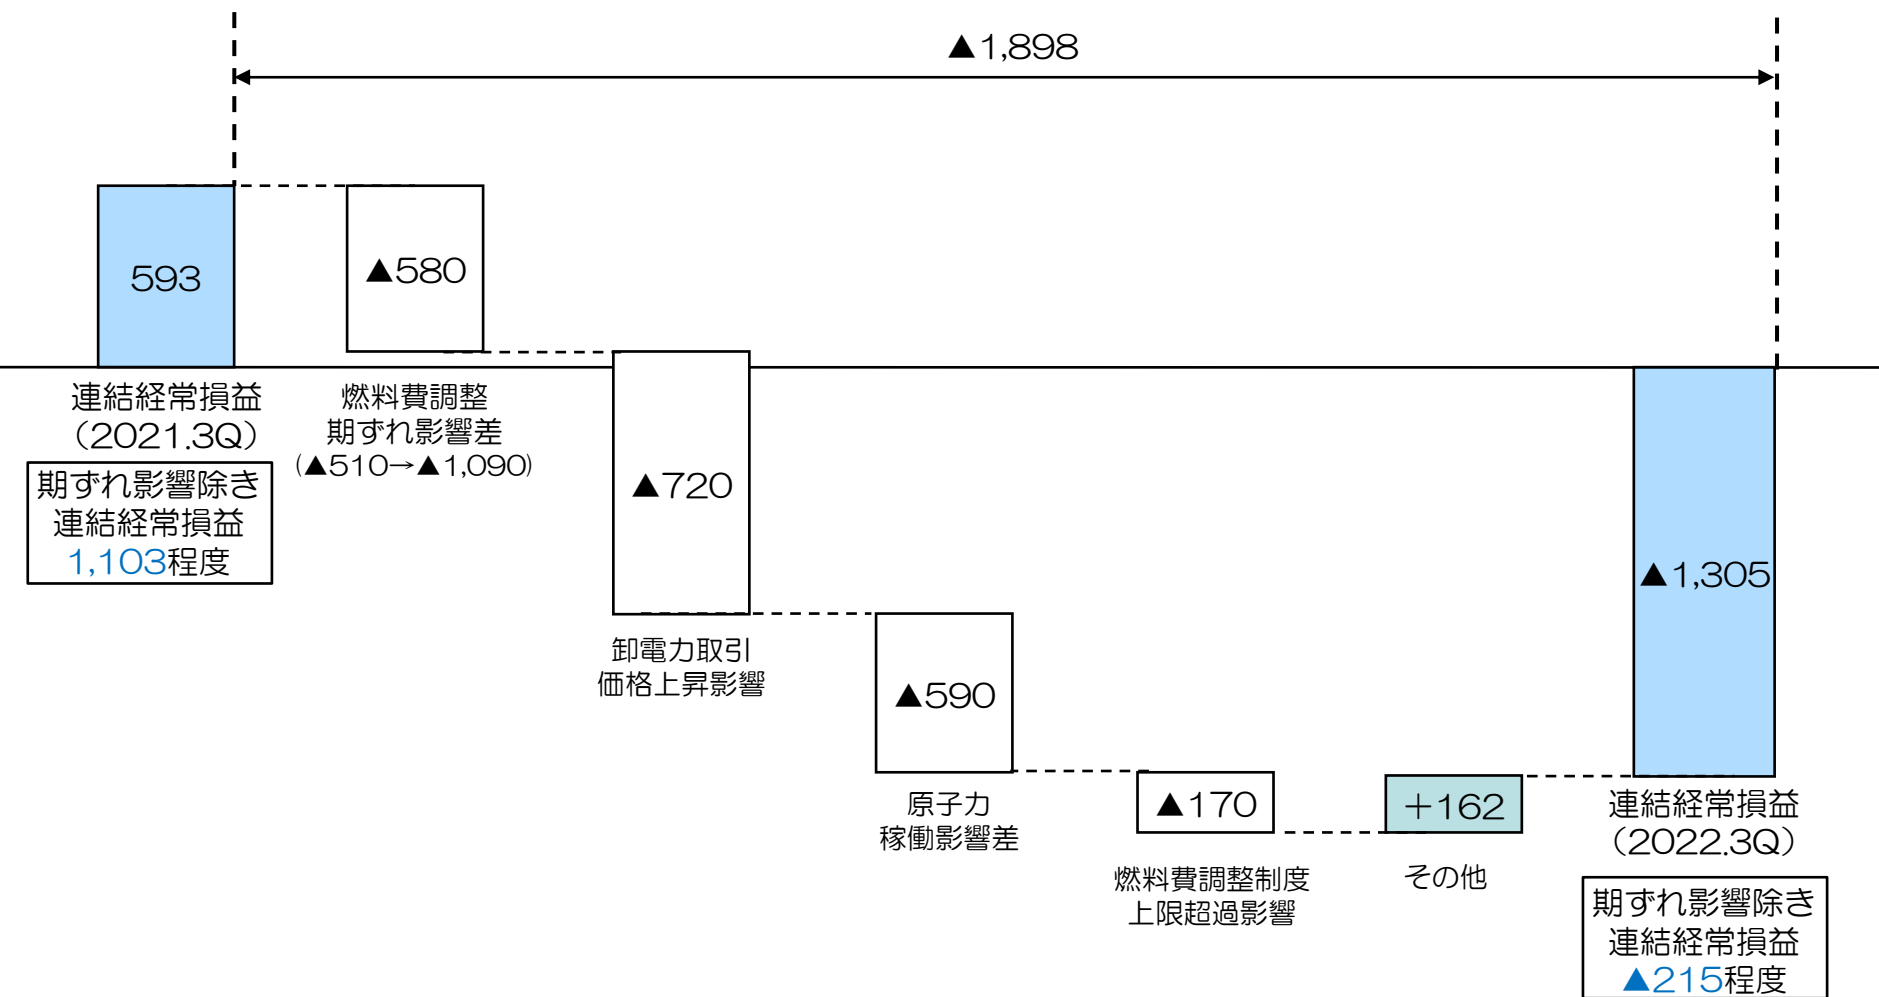 ▲1,898
593
連結経常損益
（2021.3Q）
期ずれ影響除き
連結経常損益
1,103程度
▲580
燃料費調整
期ずれ影響差
(▲510→▲1,090)
▲720
卸電力取引
価格上昇影響
▲590
原子力
稼働影響差
▲170
燃料費調整制度
上限超過影響
＋162
その他
▲1,305
連結経常損益
（2022.3Q）
期ずれ影響除き
連結経常損益
▲215程度